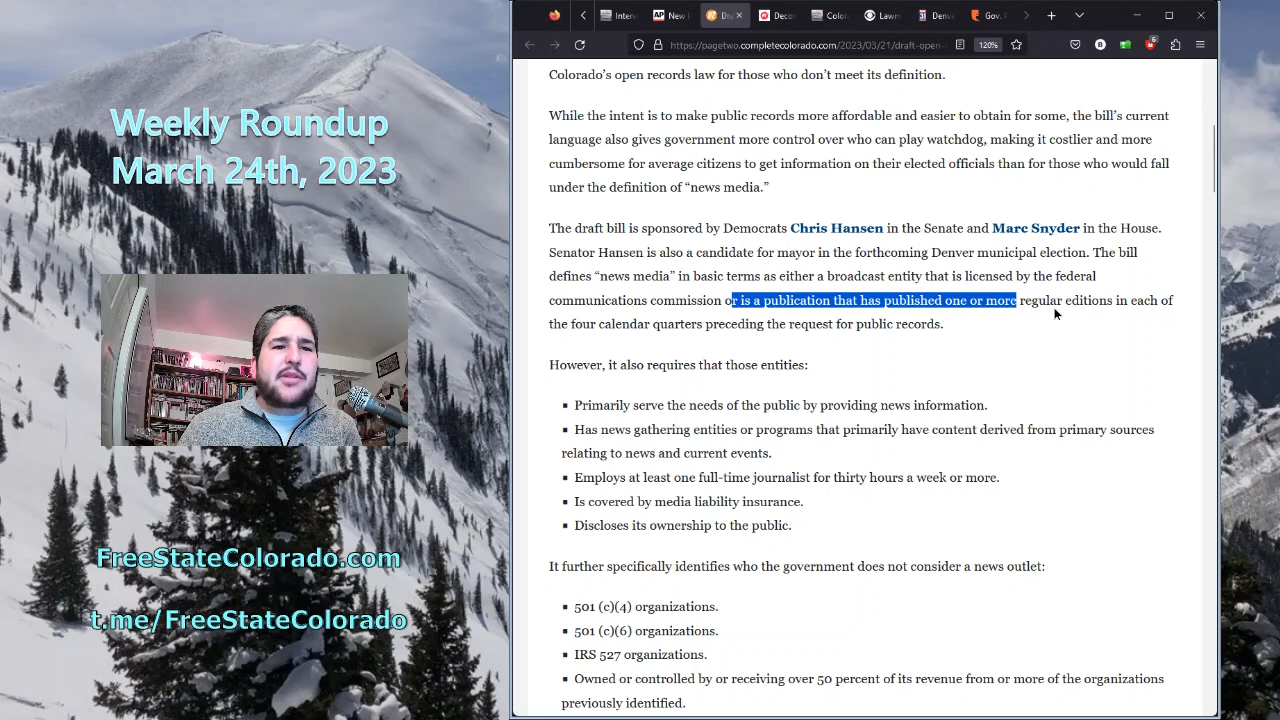 Weekly Roundup
March 24th, 2023
FreeStateColorado.com
t.me/FreeStateColorado
Interv
AP New
Dra
Decor
Color
Lawm
31 Denve
Gov. P
https://pagetwo.completecolorado.com/2023/03/21/draft-open-
120%
6
Colorado’s open records law for those who don’t meet its definition.
While the intent is to make public records more affordable and easier to obtain for some, the bill’s current
language also gives government more control over who can play watchdog, making it costlier and more
cumbersome for average citizens to get information on their elected officials than for those who would fall
under the definition of “news media.”
The draft bill is sponsored by Democrats Chris Hansen in the Senate and Marc Snyder in the House.
Senator Hansen is also a candidate for mayor in the forthcoming Denver municipal election. The bill
defines “news media” in basic terms as either a broadcast entity that is licensed by the federal
communications commission or is a publication that has published one or more regular editions in each of
the four calendar quarters preceding the request for public records.
However, it also requires that those entities:
▪ Primarily serve the needs of the public by providing news information.
▪ Has news gathering entities or programs that primarily have content derived from primary sources
relating to news and current events.
▪ Employs at least one full-time journalist for thirty hours a week or more.
▪ Is covered by media liability insurance.
▪ Discloses its ownership to the public.
It further specifically identifies who the government does not consider a news outlet:
▪ 501 (c)(4) organizations.
▪ 501 (c)(6) organizations.
▪ IRS 527 organizations.
▪ Owned or controlled by or receiving over 50 percent of its revenue from or more of the organizations
previously identified.